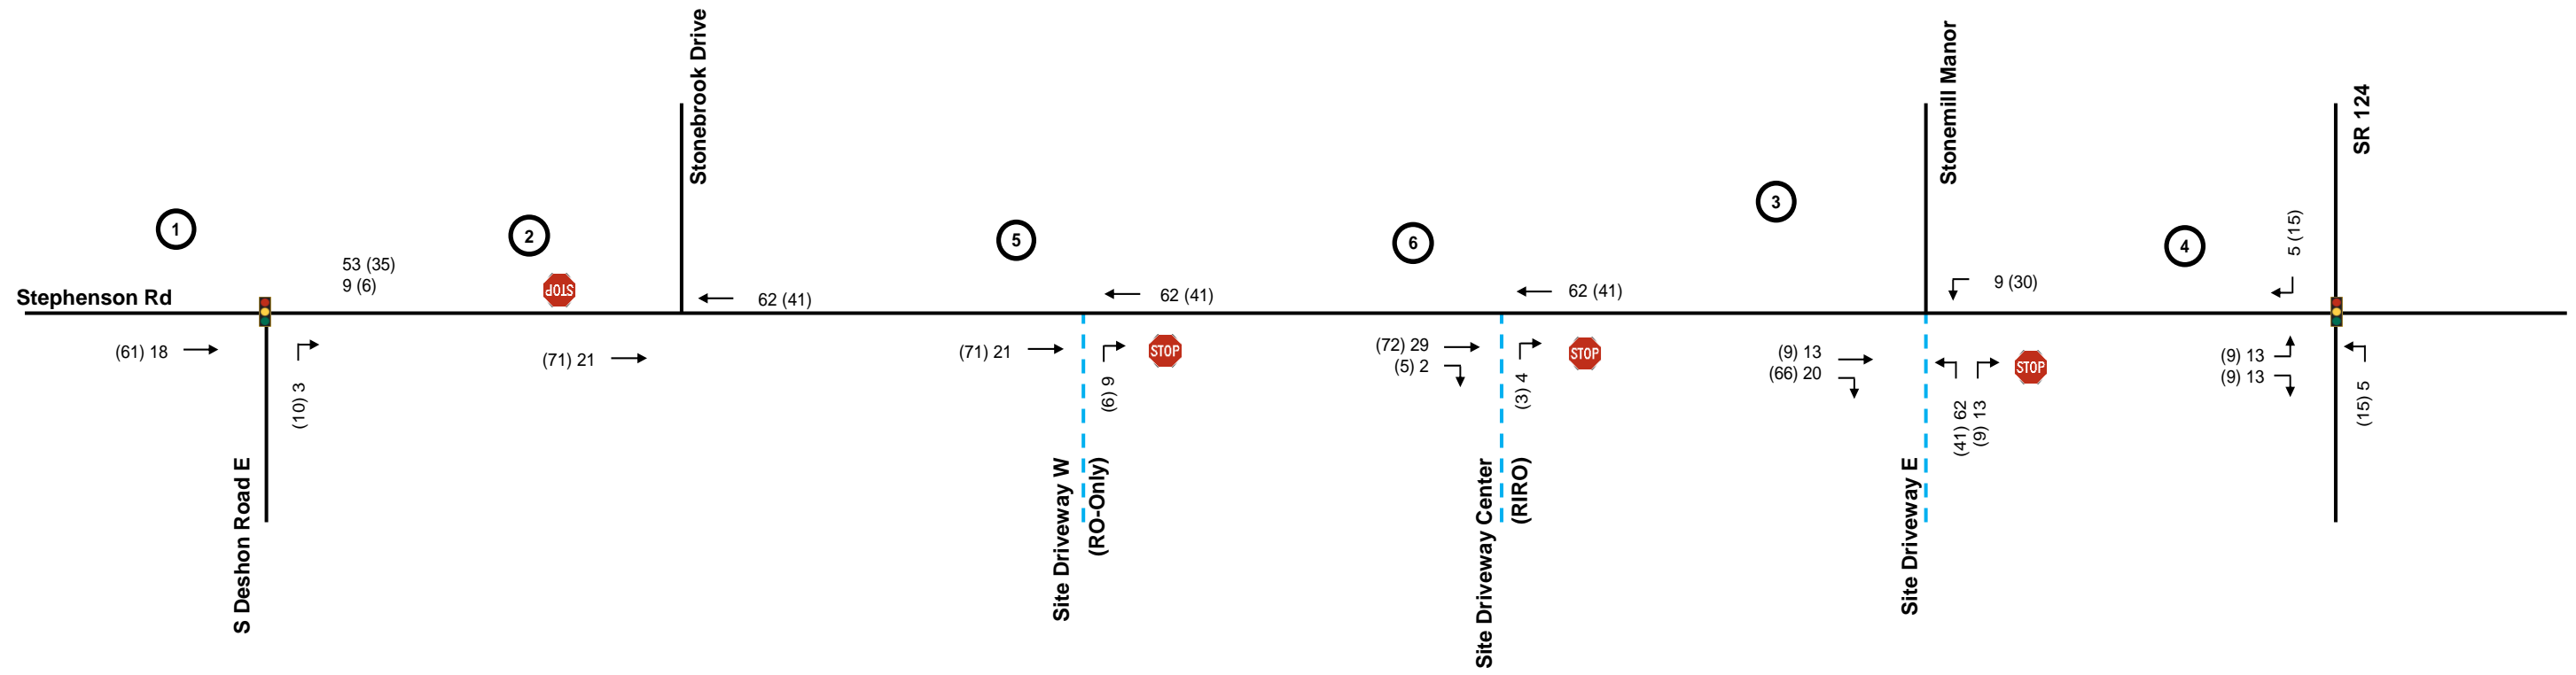 Stonebrook Drive
Stonemill Manor
SR 124
1
2
5
6
3
4
Stephenson Rd
53 (35)
9 (6)
STOP
62 (41)
62 (41)
62 (41)
9 (30)
5 (15)
(61) 18
(10) 3
(71) 21
(71) 21
(6) 9
STOP
(72) 29
(5) 2
(3) 4
STOP
(9) 13
(66) 20
(41) 62
(9) 13
STOP
(9) 13
(9) 13
(15) 5
S Deshon Road E
Site Driveway W
(RO-Only)
Site Driveway Center
(RIRO)
Site Driveway E